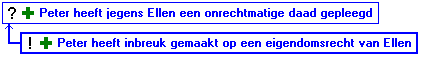 ? + Peter heeft jegens Ellen een onrechtmatige daad gepleegd
! + Peter heeft inbreuk gemaakt op een eigendomsrecht van Ellen